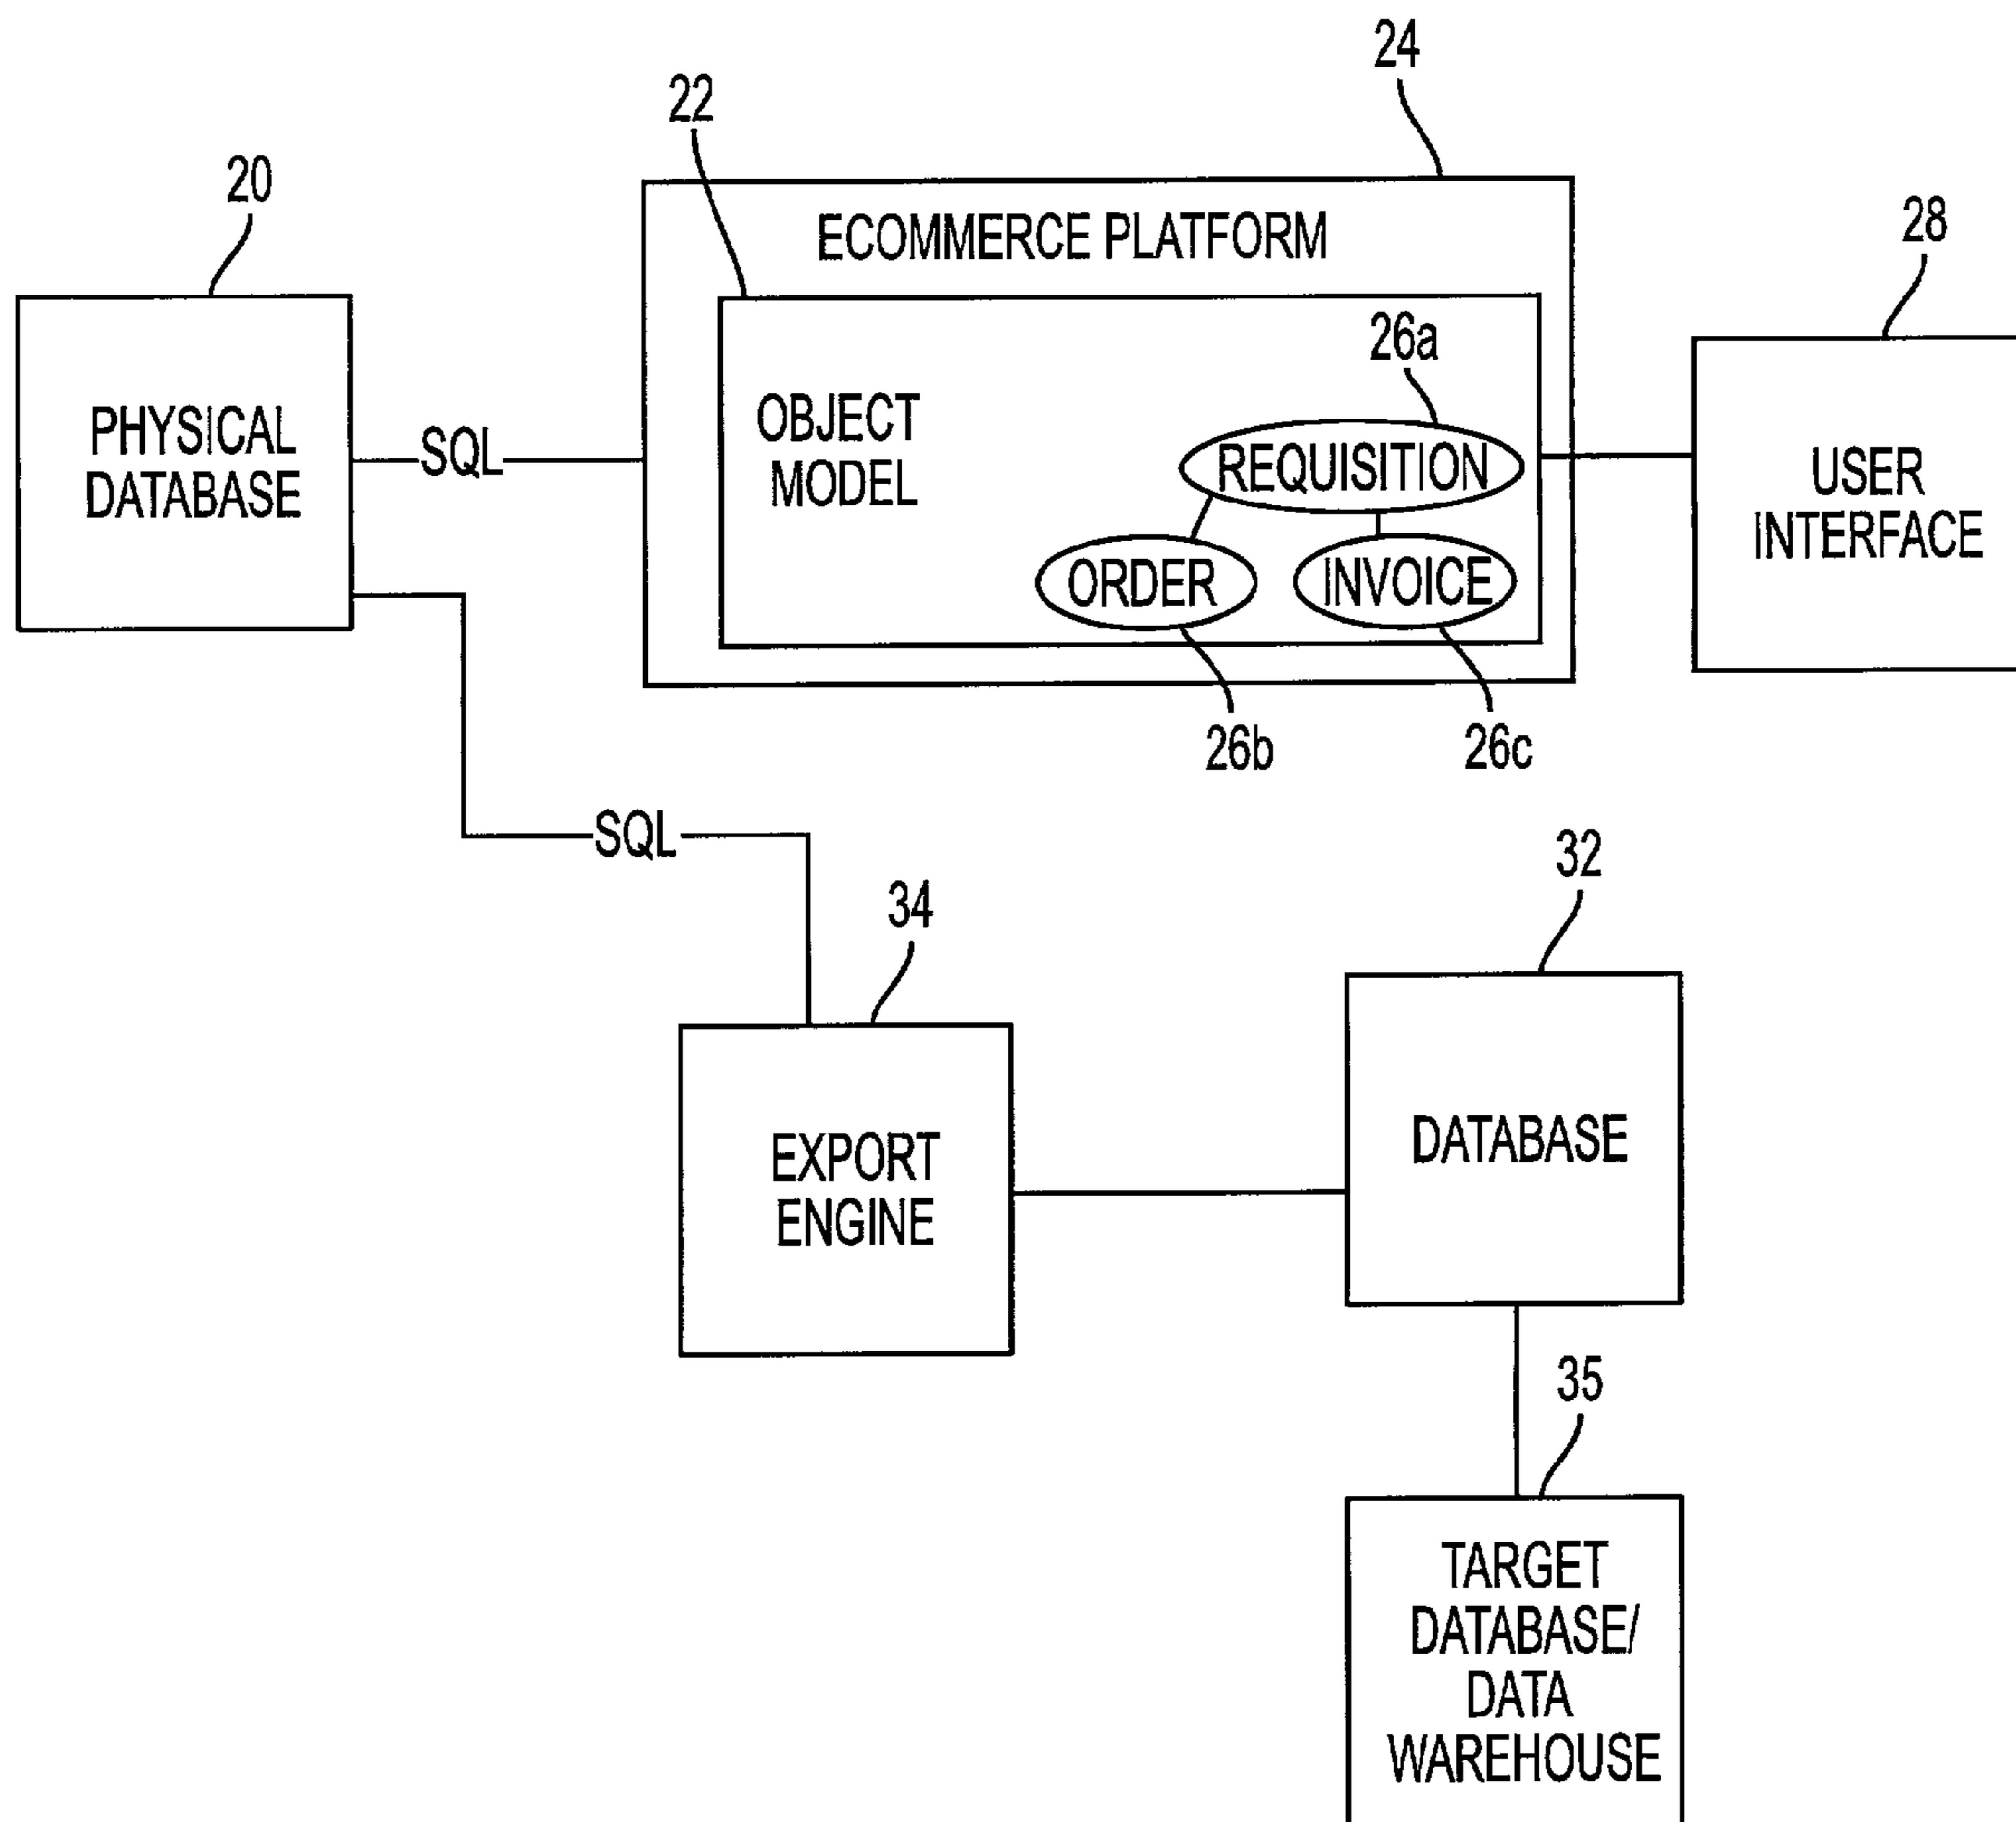 24
22
20
ECOMMERCE PLATFORM
28
26a
OBJECT
MODEL
PHYSICAL
DATABASE
SQL
REQUISITION
USER
INTERFACE
ORDER
INVOICE
26b
26c
SQL
32
34
DATABASE
EXPORT
ENGINE
35
TARGET
DATABASE/
DATA
WAREHOUSE